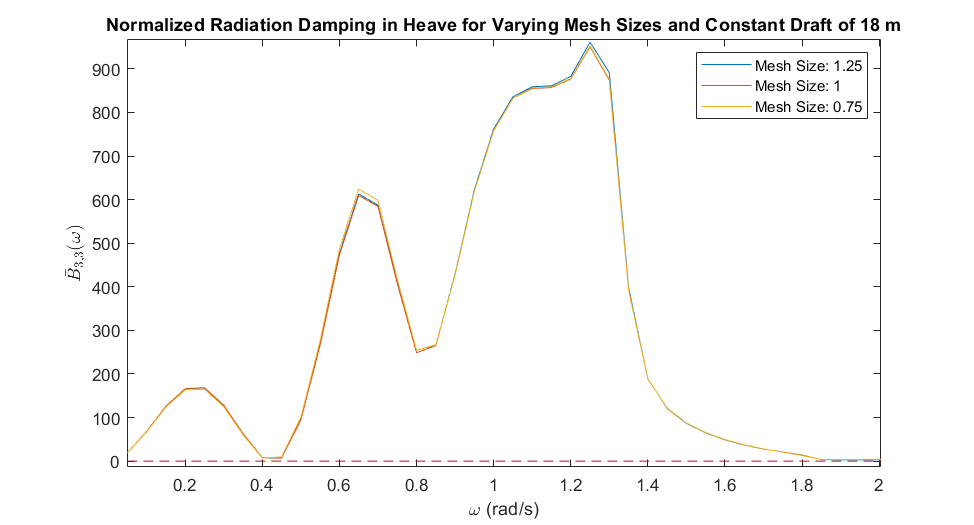 Normalized Radiation Damping in Heave for Varying Mesh Sizes and Constant Draft of 18 m
Mesh Size: 1.25
Mesh Size: 1
Mesh Size: 0.75
900
800
700
600
500
400
300
200
100
0
B̄₃,₃(ω)
0.2 0.4 0.6 0.8 1 1.2 1.4 1.6 1.8 2
ω (rad/s)